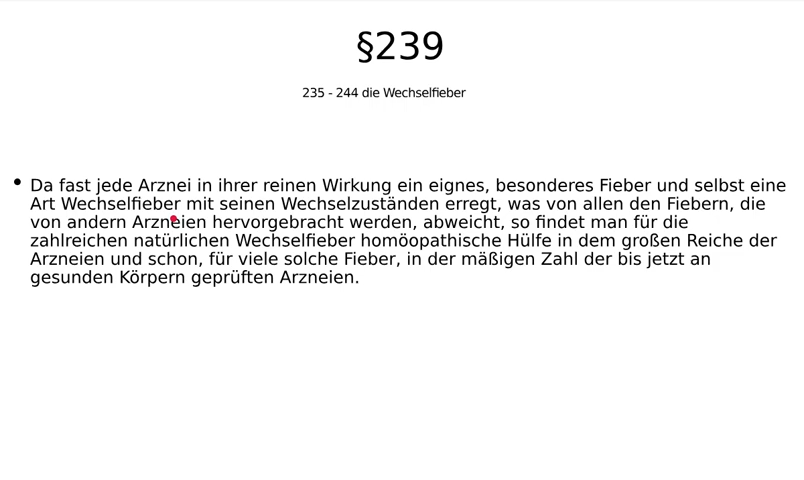 §239
235 - 244 die Wechselfieber
• Da fast jede Arznei in ihrer reinen Wirkung ein eignes, besonderes Fieber und selbst eine
Art Wechselfieber mit seinen Wechselzuständen erregt, was von allen den Fiebern, die
von andern Arzneien hervorgebracht werden, abweicht, so findet man für die
zahlreichen natürlichen Wechselfieber homöopathische Hülfe in dem großen Reiche der
Arzneien und schon, für viele solche Fieber, in der mäßigen Zahl der bis jetzt an
gesunden Körpern geprüften Arzneien.